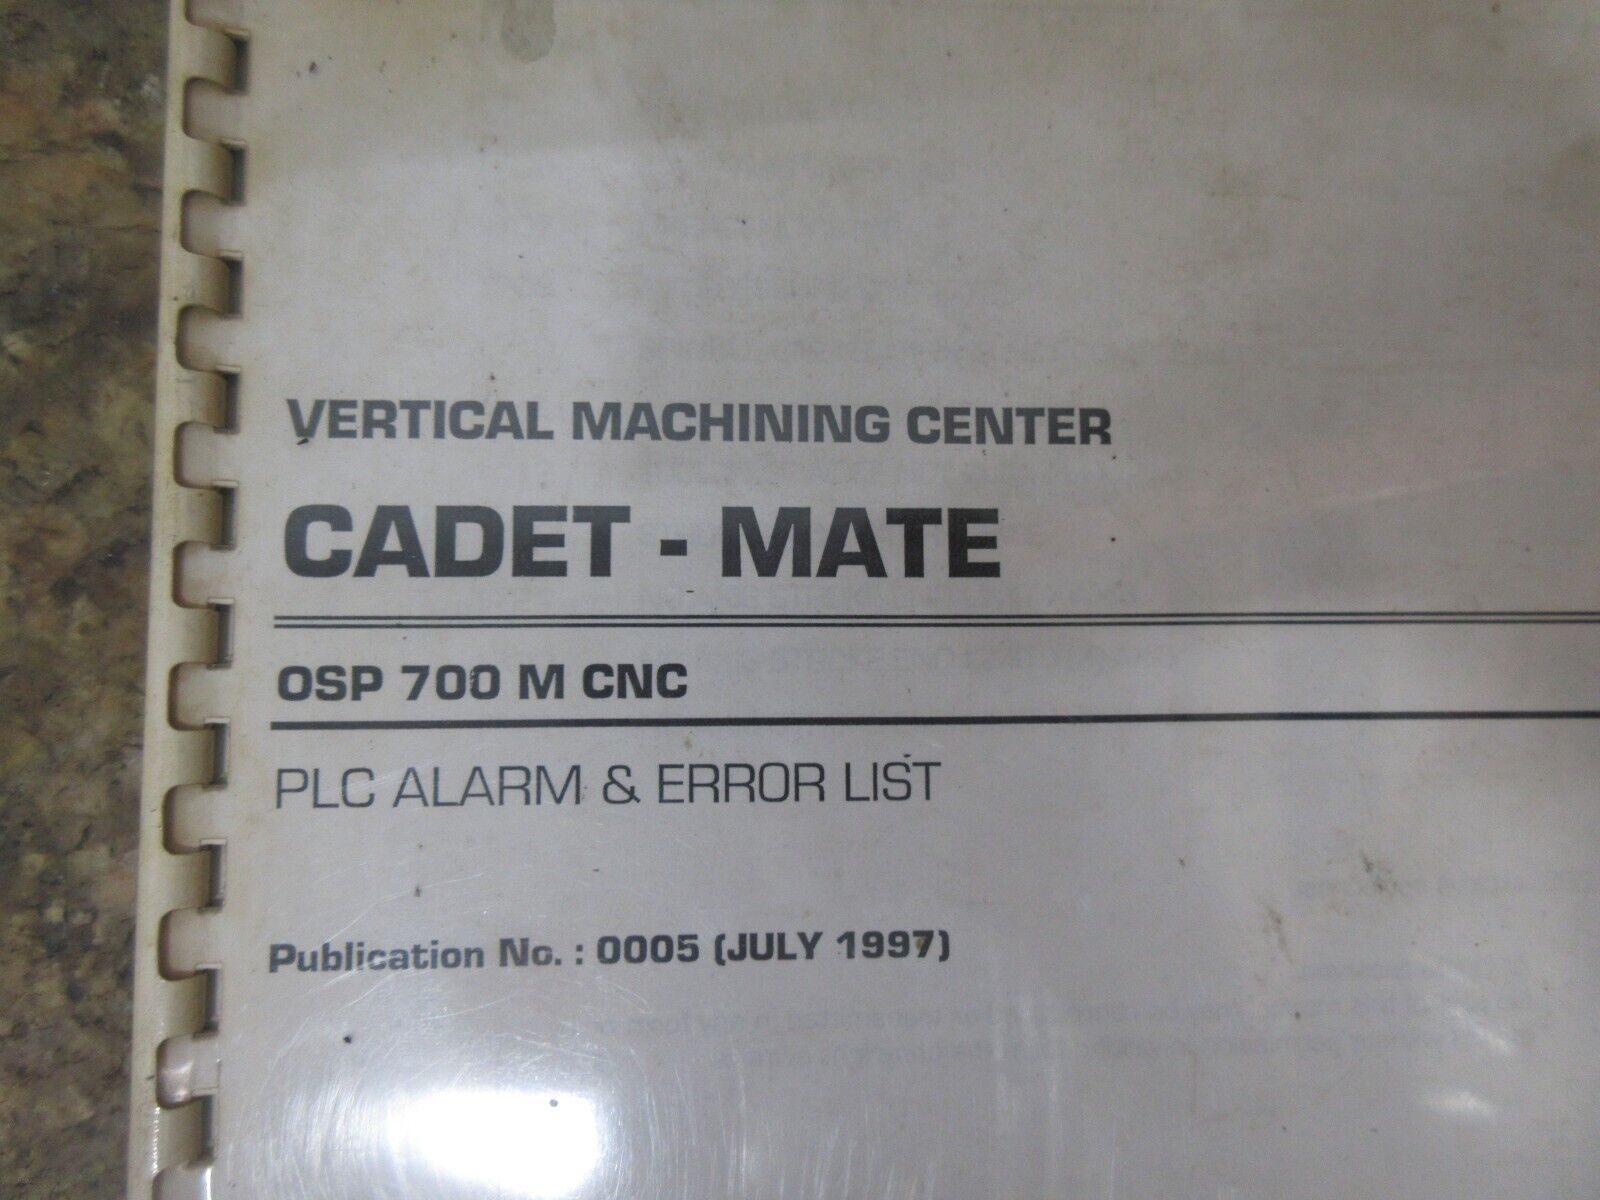 VERTICAL MACHINING CENTER
CADET - MATE
OSP 700 M CNC
PLC ALARM & ERROR LIST
Publication No. : 0005 (JULY 1997)